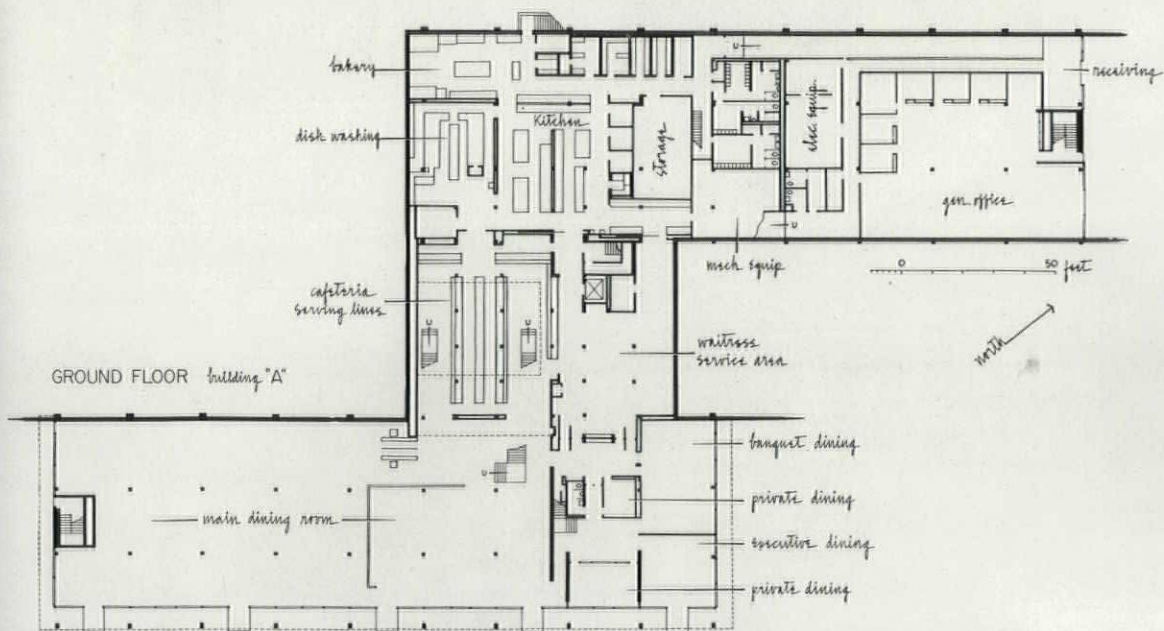 bakery
dish washing
Kitchen
storage
elec equip
receiving
gen. office
mech equip
0 50 feet
north
cafeteria
serving lines
U
U
U
U
U
waitress
service area
GROUND FLOOR building "A"
banquet dining
private dining
main dining room
executive dining
private dining